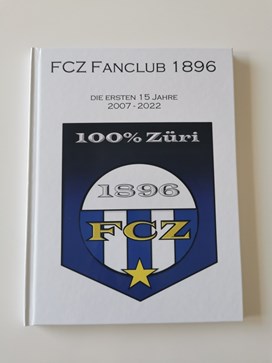 FCZ Fanclub 1896
die ersten 15 Jahre
2007 - 2022
100% Züri
1896
FCZ